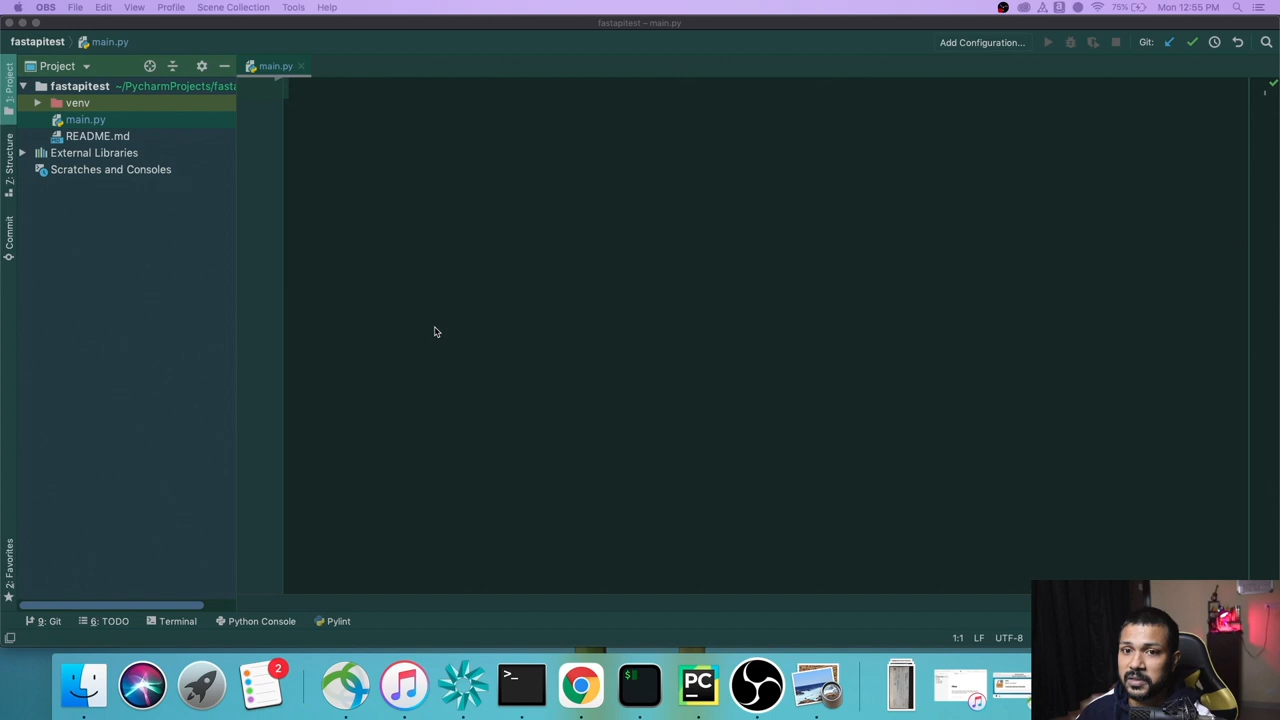 OBS File Edit View Profile Scene Collection Tools Help 75% Mon 12:55 PM
fastapitest – main.py
fastapitest main.py Add Configuration... Git:
1: Project Project main.py
fastapitest ~/PycharmProjects/fasta
venv
main.py
README.md
External Libraries
Scratches and Consoles
7: Structure
Commit
2: Favorites
9: Git 6: TODO Terminal Python Console Pylint
1:1 LF UTF-8
2
>_
$
PC